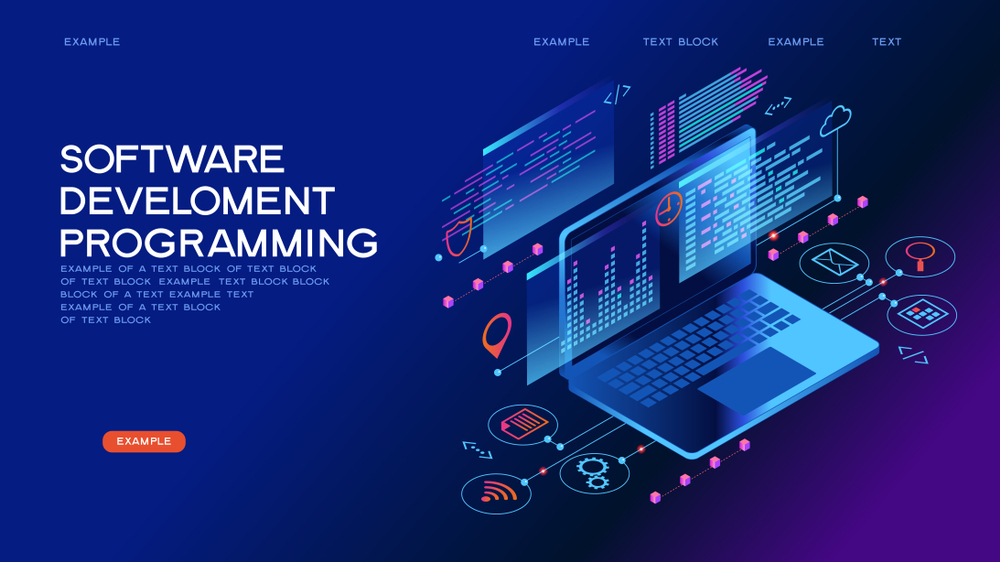 EXAMPLE
EXAMPLE TEXT BLOCK EXAMPLE TEXT
SOFTWARE
DEVELOMENT
PROGRAMMING
EXAMPLE OF A TEXT BLOCK OF TEXT BLOCK
OF TEXT BLOCK EXAMPLE TEXT BLOCK BLOCK
BLOCK OF A TEXT EXAMPLE TEXT
EXAMPLE OF A TEXT BLOCK
OF TEXT BLOCK
EXAMPLE